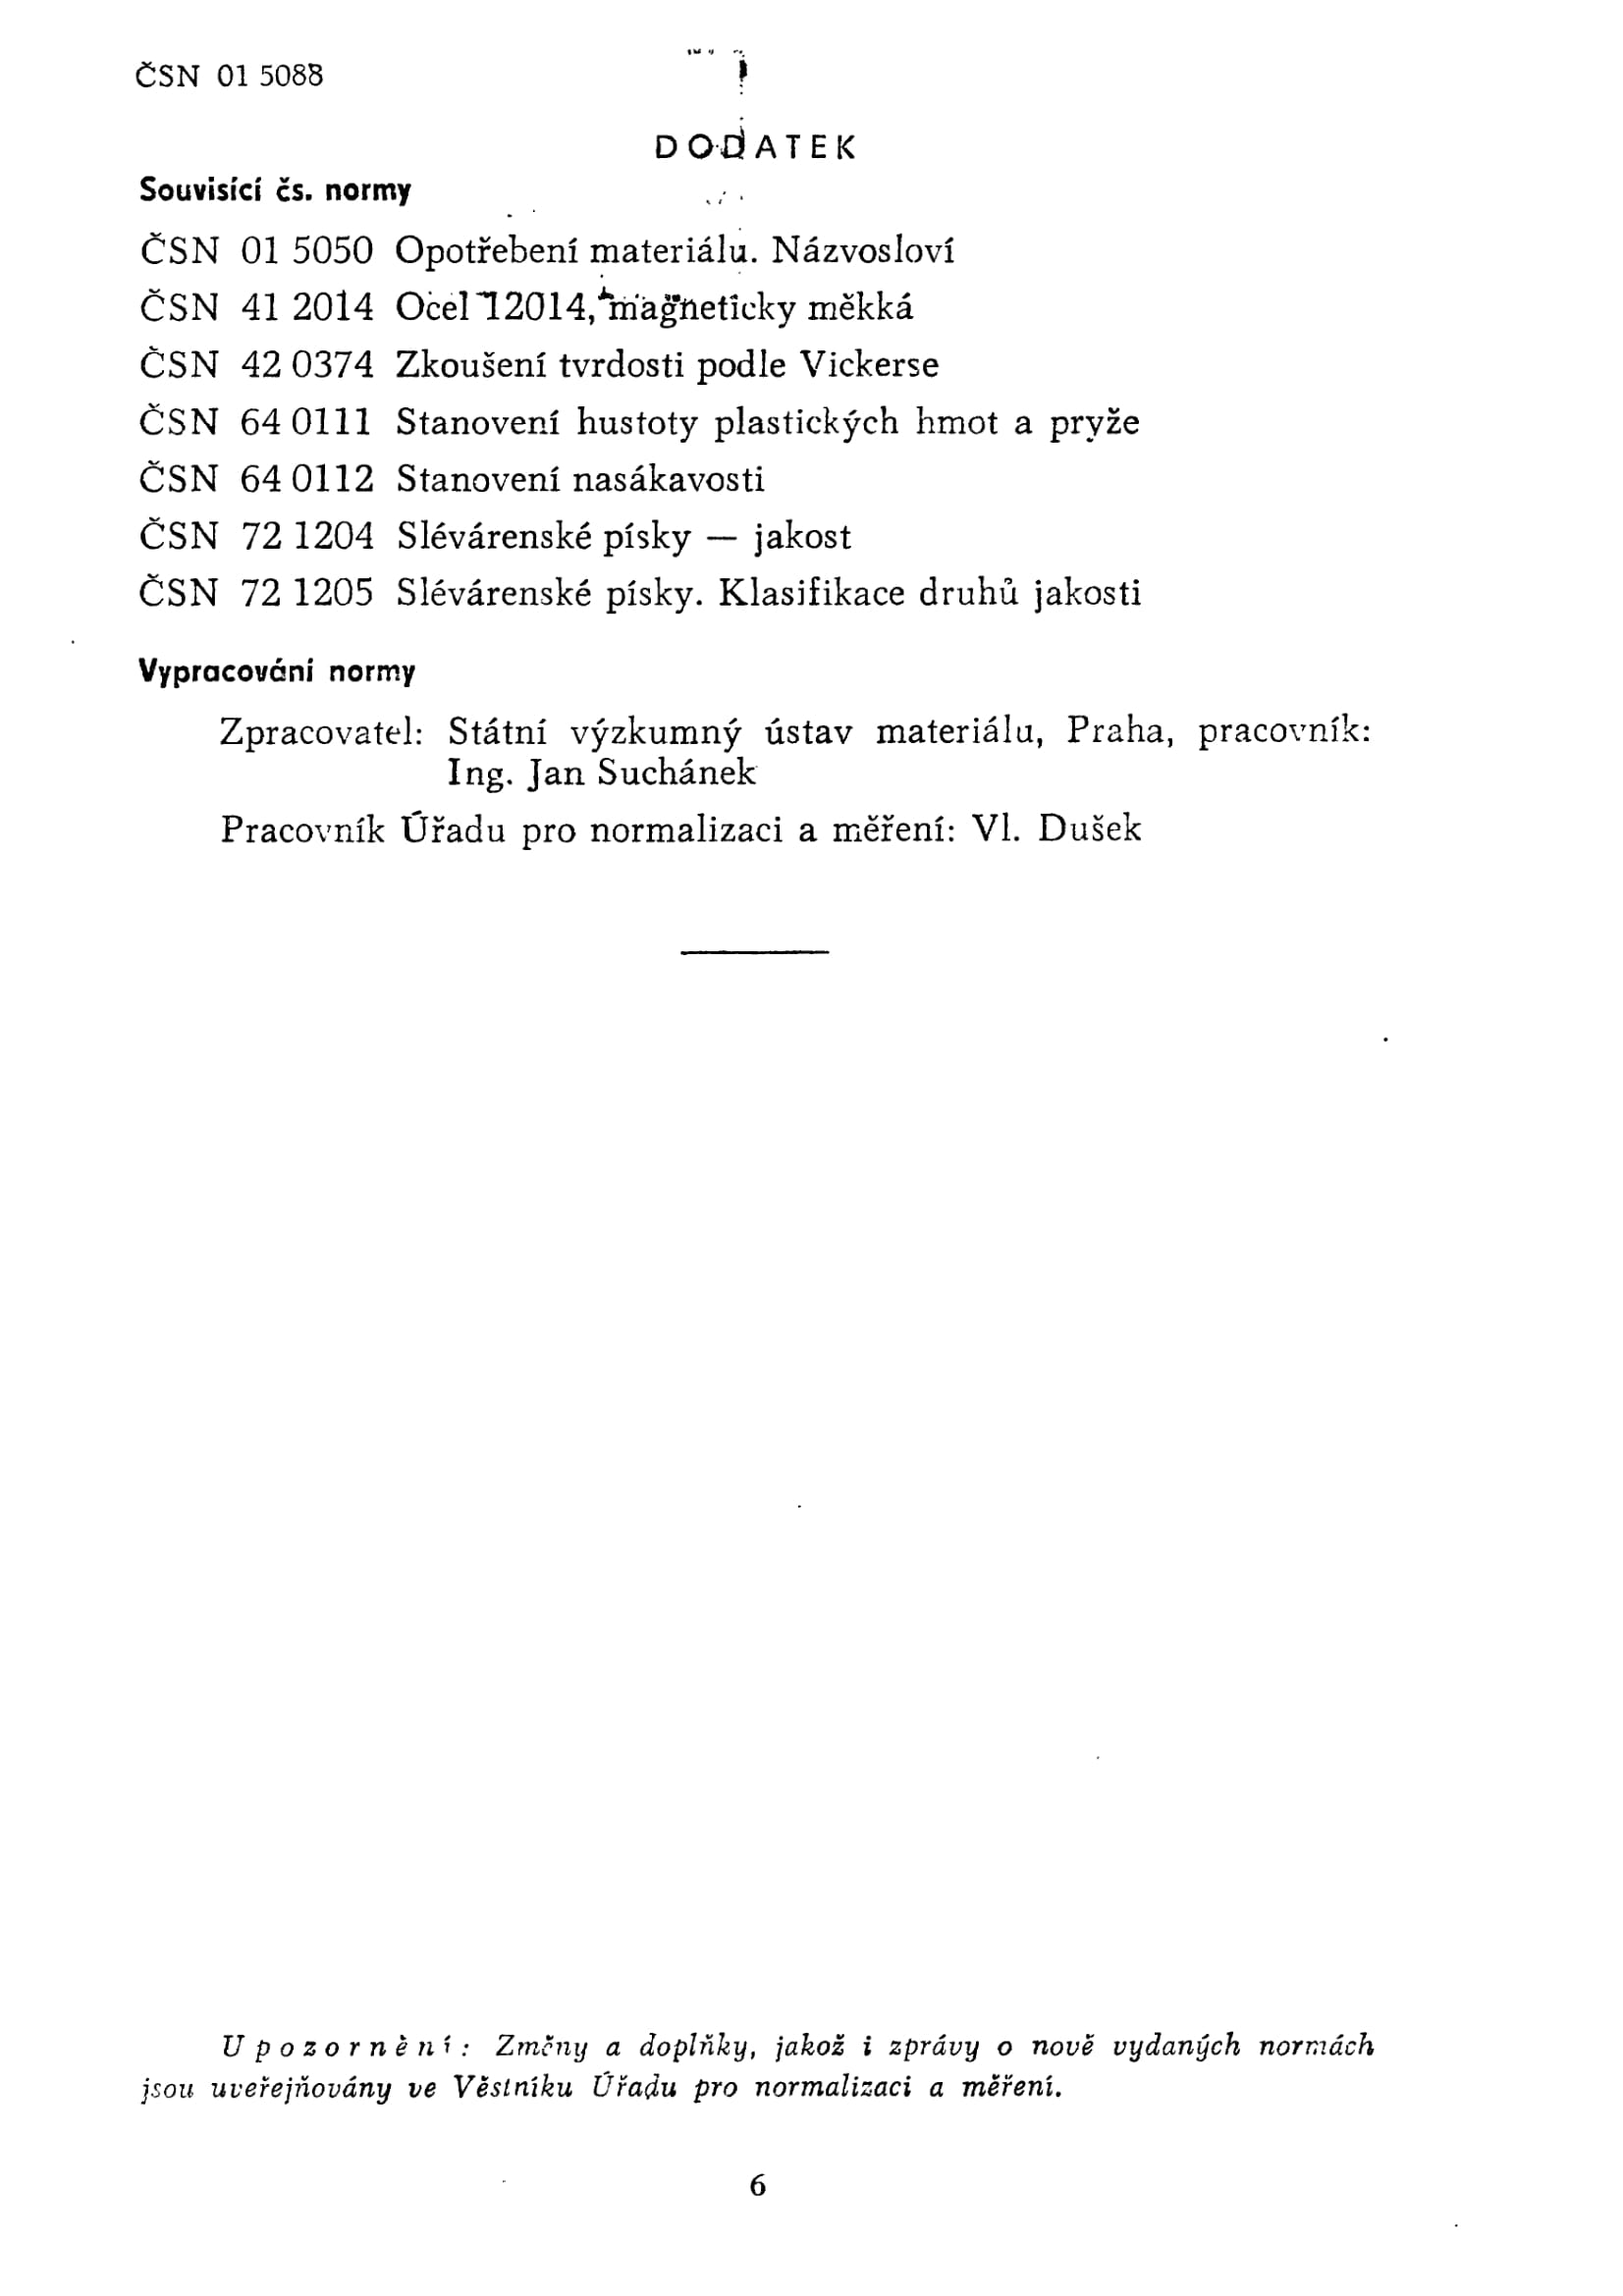 ČSN 01 5088
DODATEK
Souvisící čs. normy
ČSN 01 5050 Opotřebení materiálu. Názvosloví
ČSN 41 2014 Ocel 12014, magneticky měkká
ČSN 42 0374 Zkoušení tvrdosti podle Vickerse
ČSN 64 0111 Stanovení hustoty plastických hmot a pryže
ČSN 64 0112 Stanovení nasákavosti
ČSN 72 1204 Slévárenské písky — jakost
ČSN 72 1205 Slévárenské písky. Klasifikace druhů jakosti
Vypracování normy
Zpracovatel: Státní výzkumný ústav materiálu, Praha, pracovník:
Ing. Jan Suchánek
Pracovník Úřadu pro normalizaci a měření: Vl. Dušek
Upozornění: Změny a doplňky, jakož i zprávy o nově vydaných normách
jsou uveřejňovány ve Věstníku Úřadu pro normalizaci a měření.
6